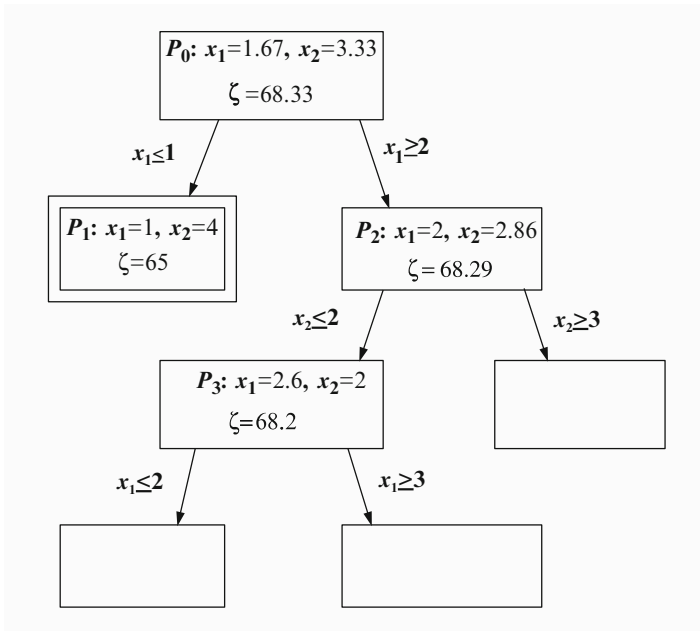 P₀: x₁=1.67, x₂=3.33
ζ=68.33
x₁≤1
x₁≥2
P₁: x₁=1, x₂=4
ζ=65
P₂: x₁=2, x₂=2.86
ζ=68.29
x₂≤2
x₂≥3
P₃: x₁=2.6, x₂=2
ζ=68.2
x₁≤2
x₁≥3